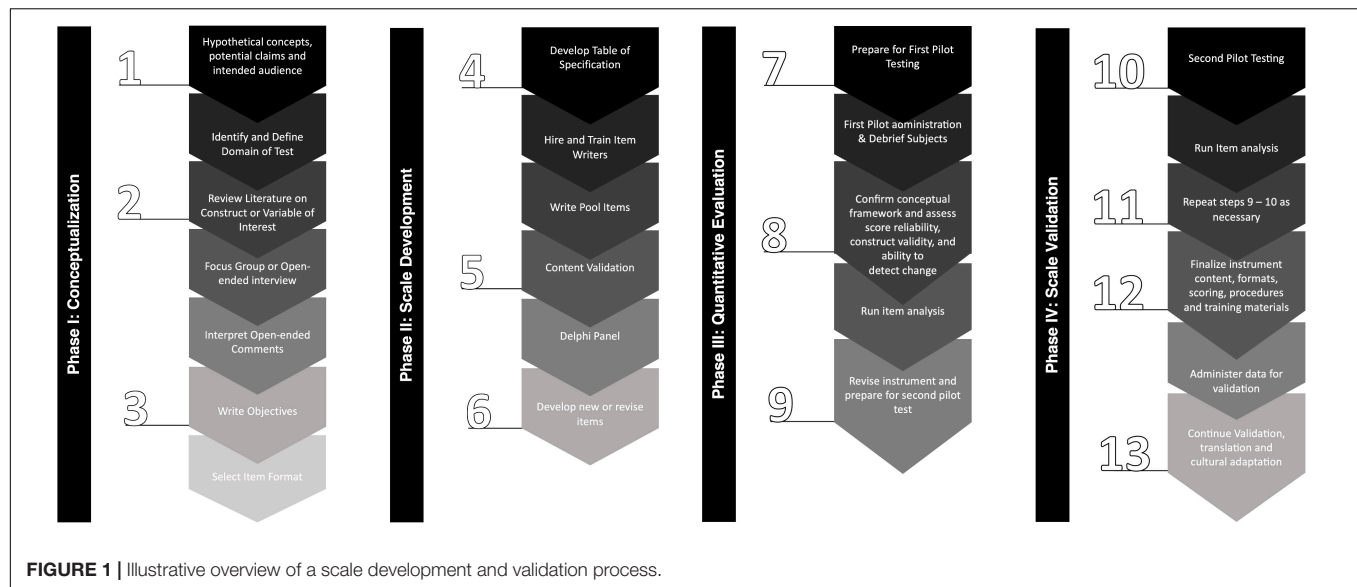 Phase I: Conceptualization
1
Hypothetical concepts,
potential claims and
intended audience
Identify and Define
Domain of Test
2
Review Literature on
Construct or Variable of
Interest
Focus Group or Open-
ended interview
Interpret Open-ended
Comments
3
Write Objectives
Select Item Format
Phase II: Scale Development
4
Develop Table of
Specification
Hire and Train Item
Writers
Write Pool Items
5
Content Validation
Delphi Panel
6
Develop new or revise
items
Phase III: Quantitative Evaluation
7
Prepare for First Pilot
Testing
First Pilot administration
& Debrief Subjects
8
Confirm conceptual
framework and assess
score reliability,
construct validity, and
ability to
detect change
Run item analysis
9
Revise instrument and
prepare for second pilot
test
Phase IV: Scale Validation
10
Second Pilot Testing
Run Item analysis
11
Repeat steps 9 – 10 as
necessary
12
Finalize instrument
content, formats,
scoring, procedures
and training materials
Administer data for
validation
13
Continue Validation,
translation and
cultural adaptation
FIGURE 1 | Illustrative overview of a scale development and validation process.